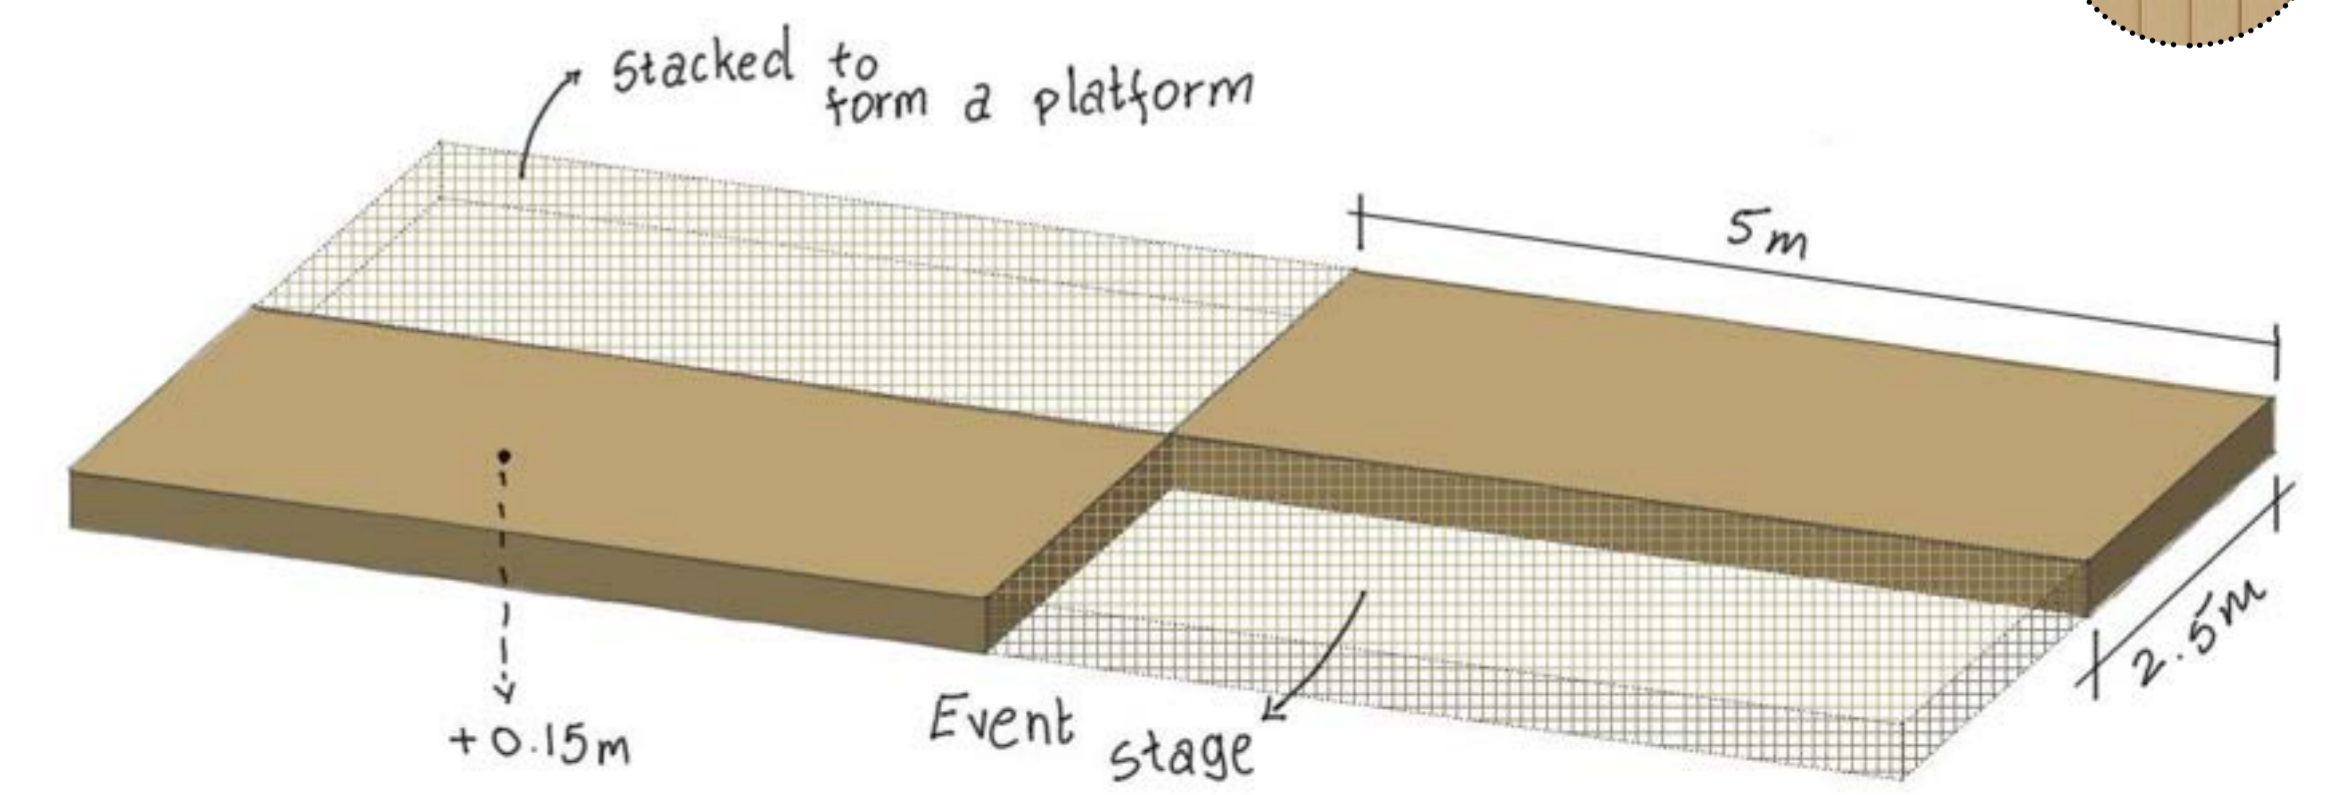 Stacked to
form a platform
5m
2.5m
+0.15m
Event
stage